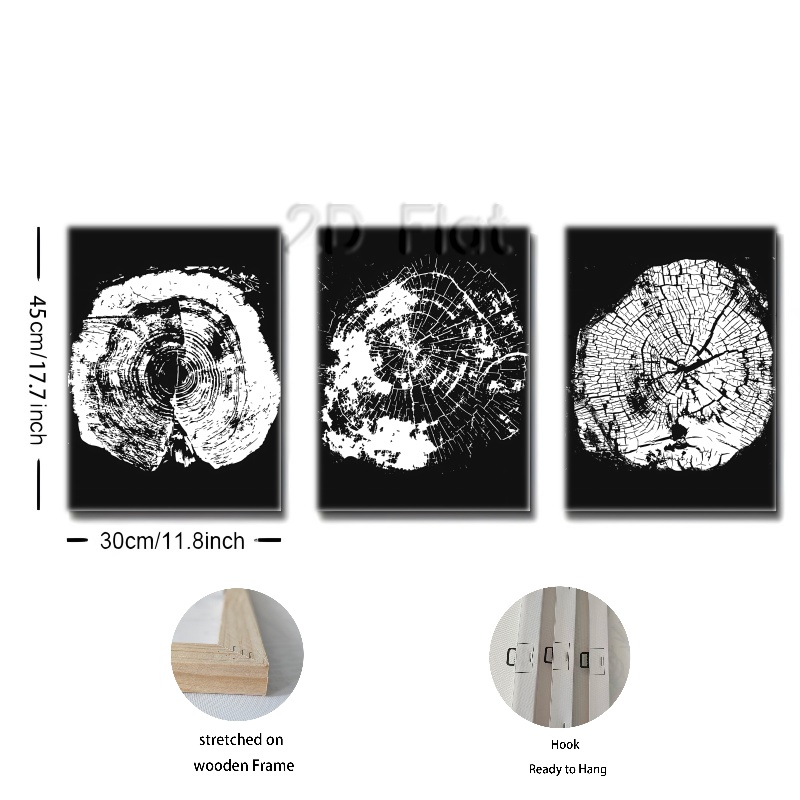 2D Flat
45cm/17.7inch
30cm/11.8inch
stretched on
wooden Frame
Hook
Ready to Hang